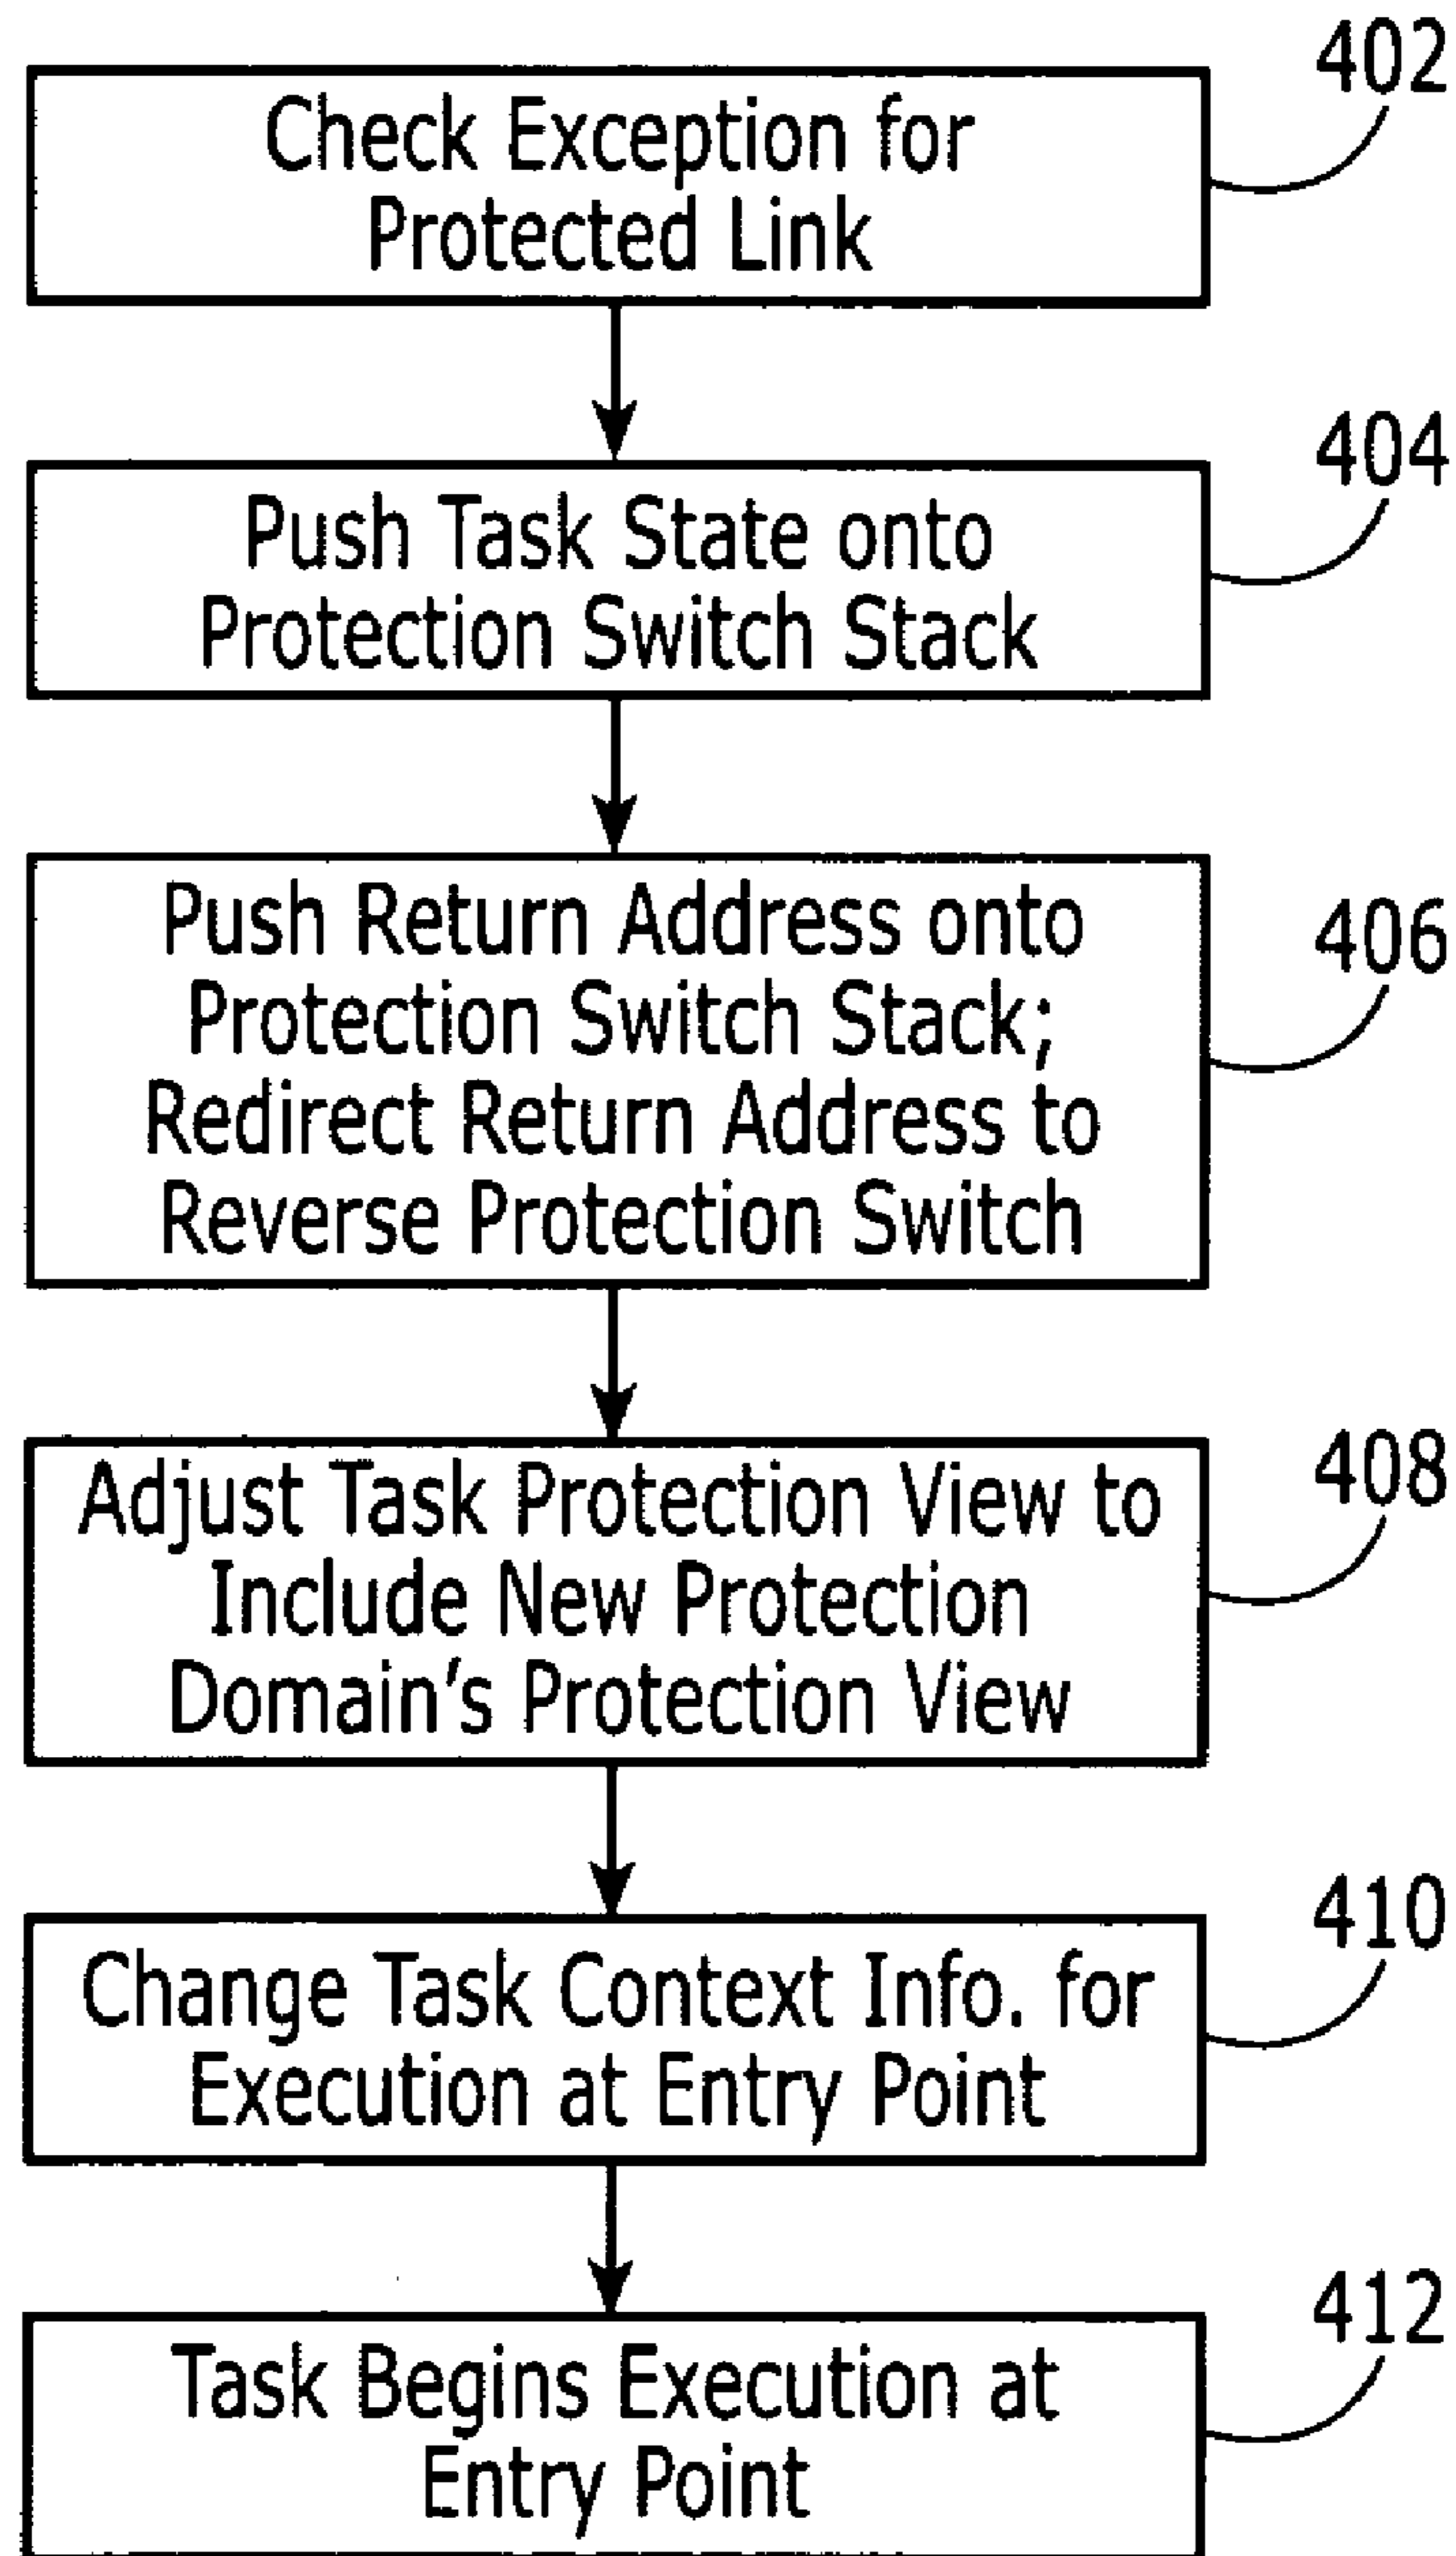 402
Check Exception for
Protected Link
404
Push Task State onto
Protection Switch Stack
406
Push Return Address onto
Protection Switch Stack;
Redirect Return Address to
Reverse Protection Switch
408
Adjust Task Protection View to
Include New Protection
Domain's Protection View
410
Change Task Context Info. for
Execution at Entry Point
412
Task Begins Execution at
Entry Point